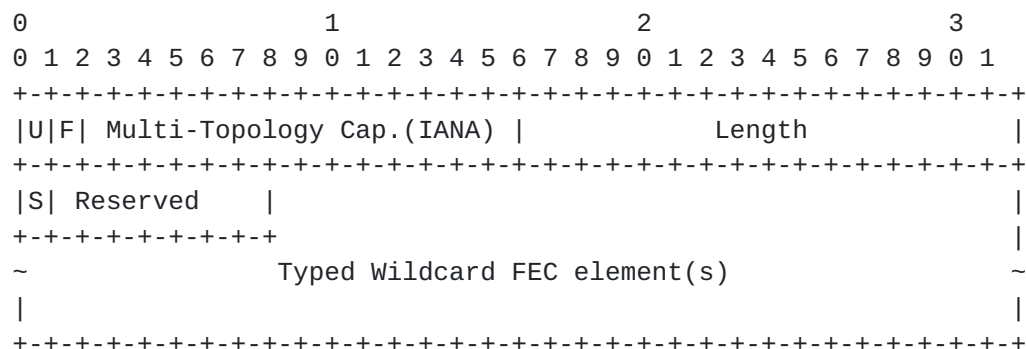 0                   1                   2                   3
0 1 2 3 4 5 6 7 8 9 0 1 2 3 4 5 6 7 8 9 0 1 2 3 4 5 6 7 8 9 0 1
+-+-+-+-+-+-+-+-+-+-+-+-+-+-+-+-+-+-+-+-+-+-+-+-+-+-+-+-+-+-+-+-+
|U|F| Multi-Topology Cap.(IANA) |            Length             |
+-+-+-+-+-+-+-+-+-+-+-+-+-+-+-+-+-+-+-+-+-+-+-+-+-+-+-+-+-+-+-+-+
|S| Reserved    |                                               |
+-+-+-+-+-+-+-+-+                                               |
~                Typed Wildcard FEC element(s)                  ~
|                                                               |
+-+-+-+-+-+-+-+-+-+-+-+-+-+-+-+-+-+-+-+-+-+-+-+-+-+-+-+-+-+-+-+-+